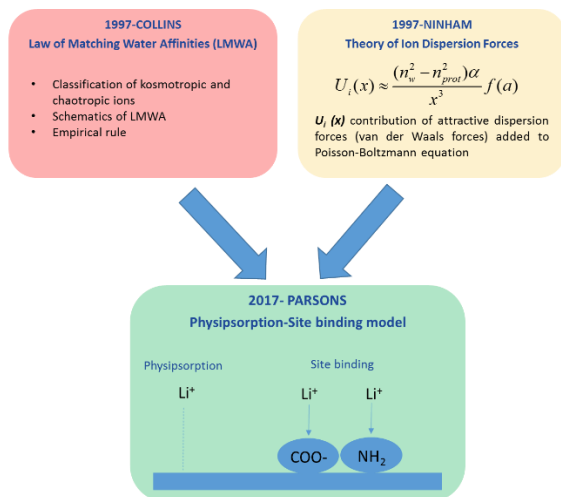 1997-COLLINS
Law of Matching Water Affinities (LMWA)
• Classification of kosmotropic and
chaotropic ions
• Schematics of LMWA
• Empirical rule
1997-NINHAM
Theory of Ion Dispersion Forces
U_i(x) ≈ (n_w^2 − n_prot^2)α / x^3 f(a)
U_i (x) contribution of attractive dispersion
forces (van der Waals forces) added to
Poisson-Boltzmann equation
2017- PARSONS
Physipsorption-Site binding model
Physipsorption
Site binding
Li⁺
Li⁺
Li⁺
COO-
NH₂